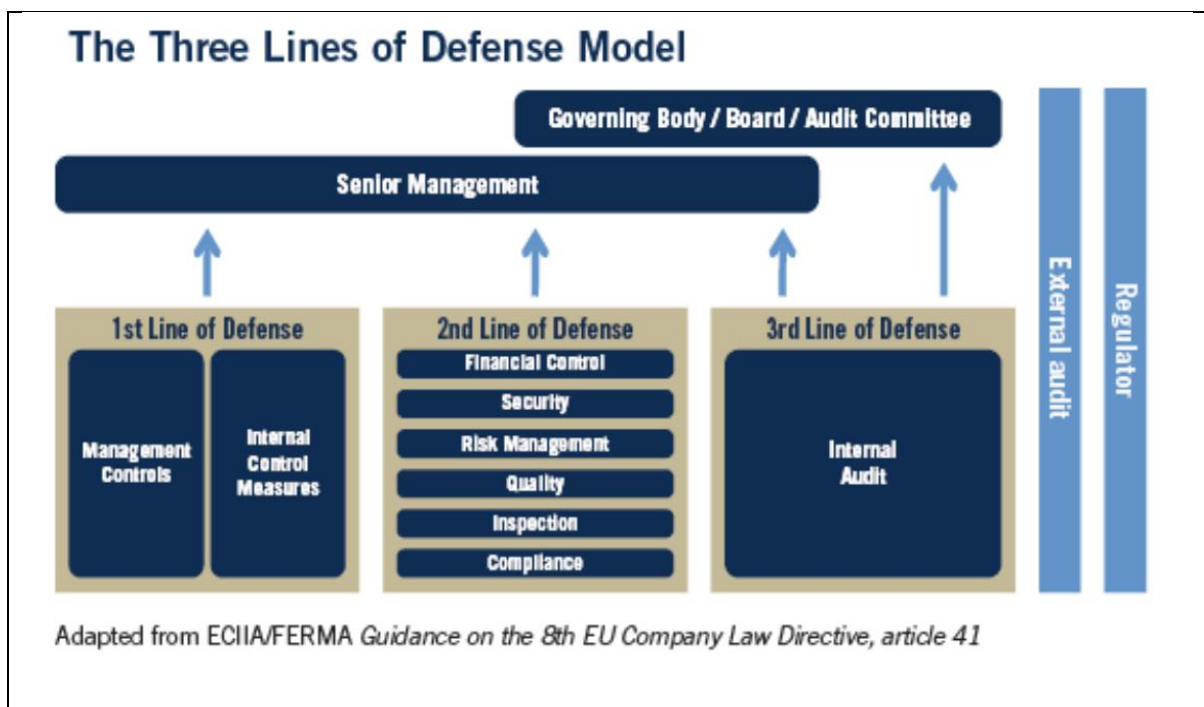 The Three Lines of Defense Model
Governing Body / Board / Audit Committee
Senior Management
1st Line of Defense
Management
Controls
Internal
Control
Measures
2nd Line of Defense
Financial Control
Security
Risk Management
Quality
Inspection
Compliance
3rd Line of Defense
Internal
Audit
External audit
Regulator
Adapted from ECIIA/FERMA Guidance on the 8th EU Company Law Directive, article 41